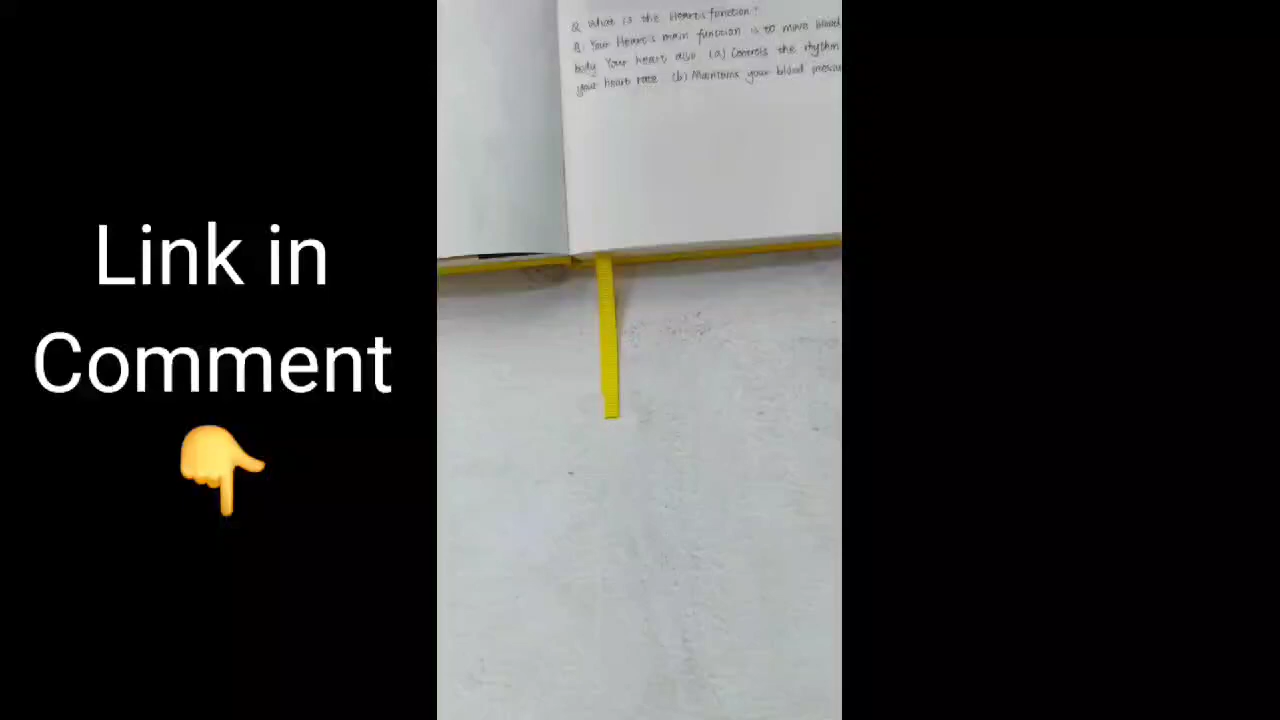 Link in
Comment
Q. What is the Heart's function?
Q: Your Heart's main function is to move blood
body Your heart also (a) Controls the rhythm
your heart rate (b) Maintains your blood pressu